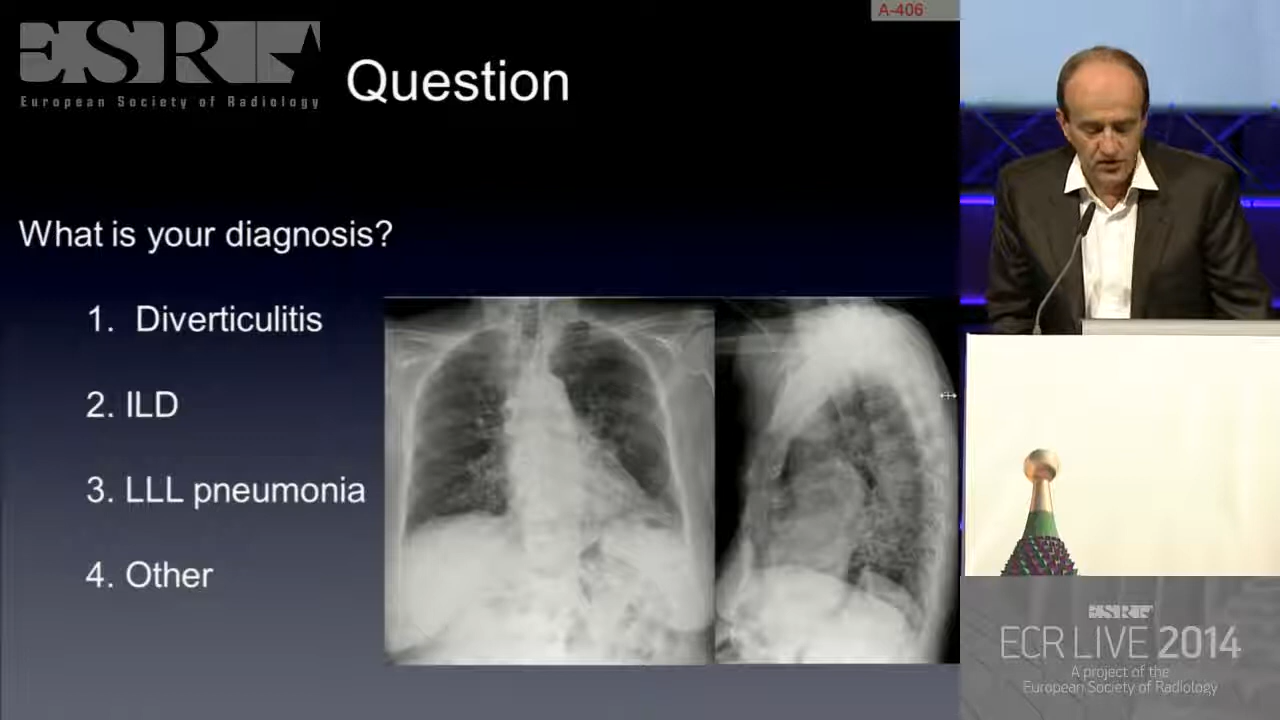 A-406
ESR
European Society of Radiology
Question
What is your diagnosis?
1. Diverticulitis
2. ILD
3. LLL pneumonia
4. Other
ESR
ECR LIVE 2014
A project of the
European Society of Radiology